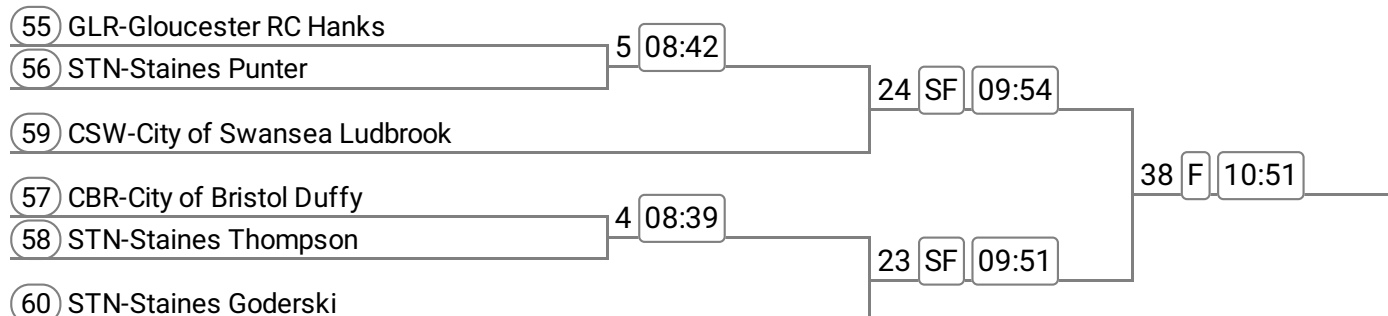 55 GLR-Gloucester RC Hanks
5 08:42
56 STN-Staines Punter
24 SF 09:54
59 CSW-City of Swansea Ludbrook
38 F 10:51
57 CBR-City of Bristol Duffy
4 08:39
58 STN-Staines Thompson
23 SF 09:51
60 STN-Staines Goderski